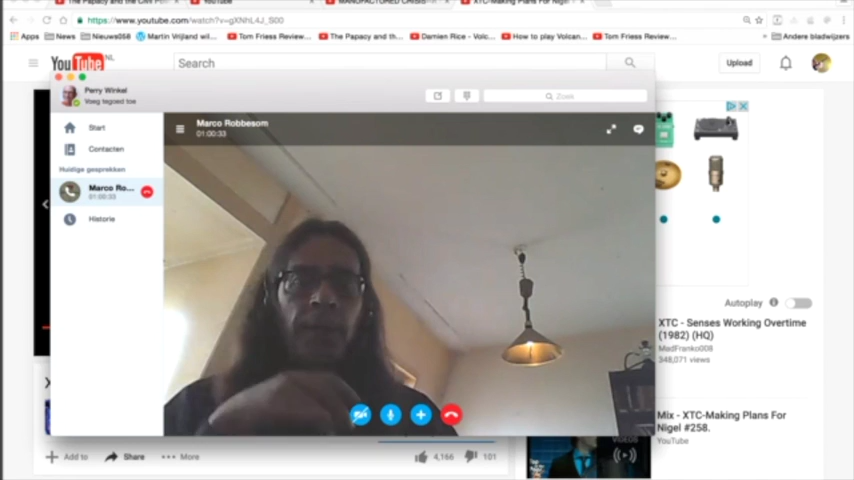 The Papacy and the Civil Po
YouTube
MANUFACTURED CRISIS
XTC-Making Plans For Nigel
https://www.youtube.com/watch?v=gXNhL4J_S00
Apps
News
Nieuws058
Martin Vrijland wil...
Tom Friess Review...
The Papacy and th...
Damien Rice - Volc...
How to play Volcan...
Tom Friess Review...
Andere bladwijzers
YouTube NL
Search
Upload
Perry Winkel
Voeg tegoed toe
Zoek
Start
Contacten
Huidige gesprekken
Marco Ro...
01:00:33
Historie
Marco Robbesom
01:00:33
Autoplay
XTC - Senses Working Overtime
(1982) (HQ)
MadFranko008
348,071 views
Mix - XTC-Making Plans For
Nigel #258.
YouTube
VIDEOS
X
Add to
Share
More
4,166
101